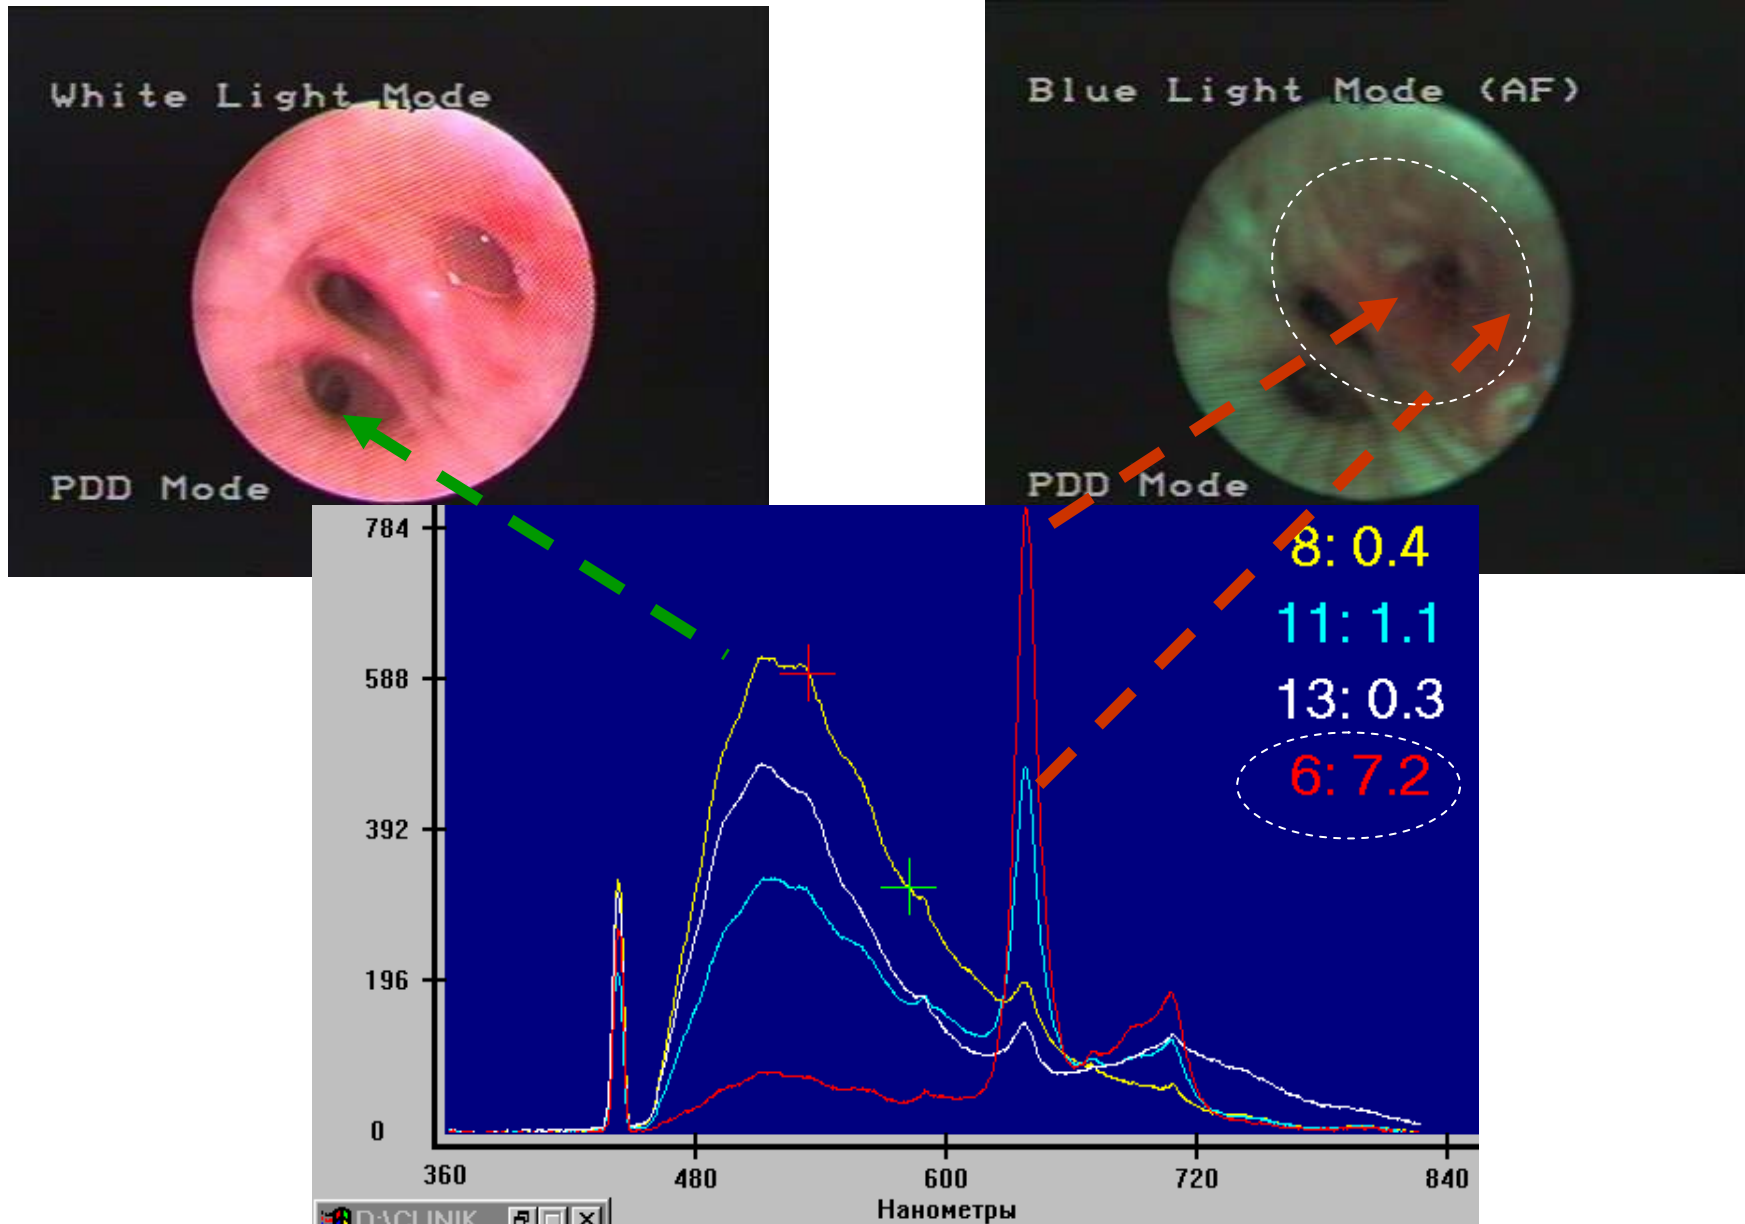 White Light Mode
PDD Mode
Blue Light Mode (AF)
PDD Mode
8: 0.4
11: 1.1
13: 0.3
6: 7.2
784
588
392
196
0
360 480 600 720 840
Нанометры
D:\CLINIK